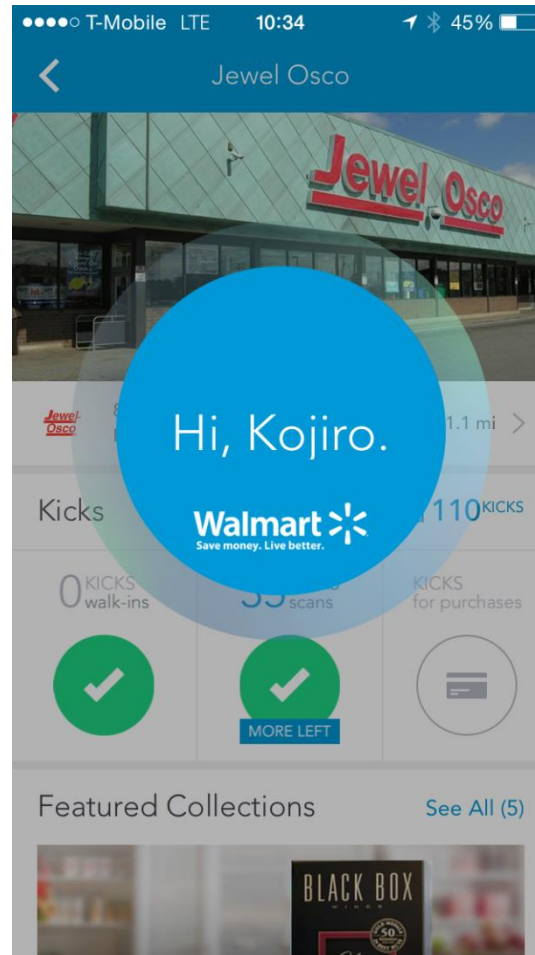 T-Mobile LTE 10:34 45%
Jewel Osco
Jewel Osco
Jewel-
Osco
1.1 mi
Hi, Kojiro.
Walmart
Save money. Live better.
Kicks
110 KICKS
0 KICKS
walk-ins
scans
KICKS
for purchases
MORE LEFT
Featured Collections See All (5)
BLACK BOX
WINES
50